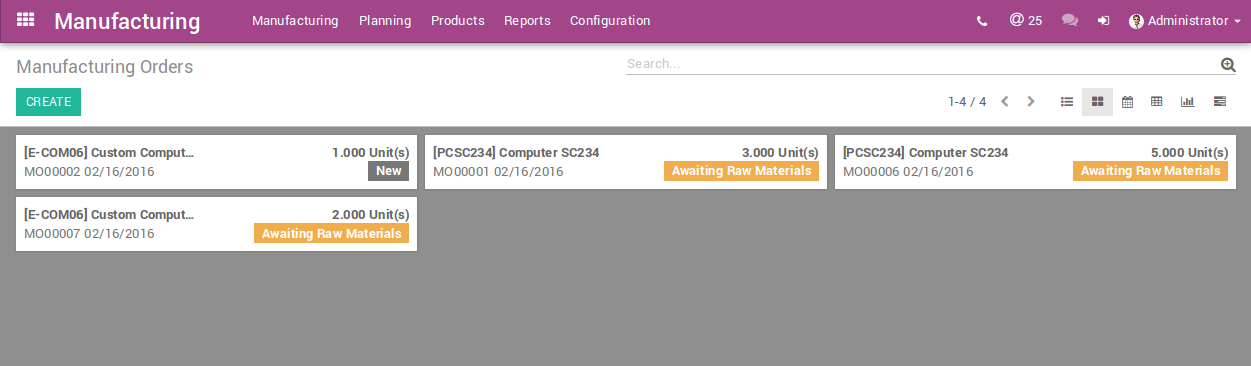 Manufacturing Manufacturing Planning Products Reports Configuration @ 25 Administrator
Manufacturing Orders Search...
CREATE 1-4 / 4
[E-COM06] Custom Comput... 1.000 Unit(s)
MO00002 02/16/2016 New
[PCSC234] Computer SC234 3.000 Unit(s)
MO00001 02/16/2016 Awaiting Raw Materials
[PCSC234] Computer SC234 5.000 Unit(s)
MO00006 02/16/2016 Awaiting Raw Materials
[E-COM06] Custom Comput... 2.000 Unit(s)
MO00007 02/16/2016 Awaiting Raw Materials